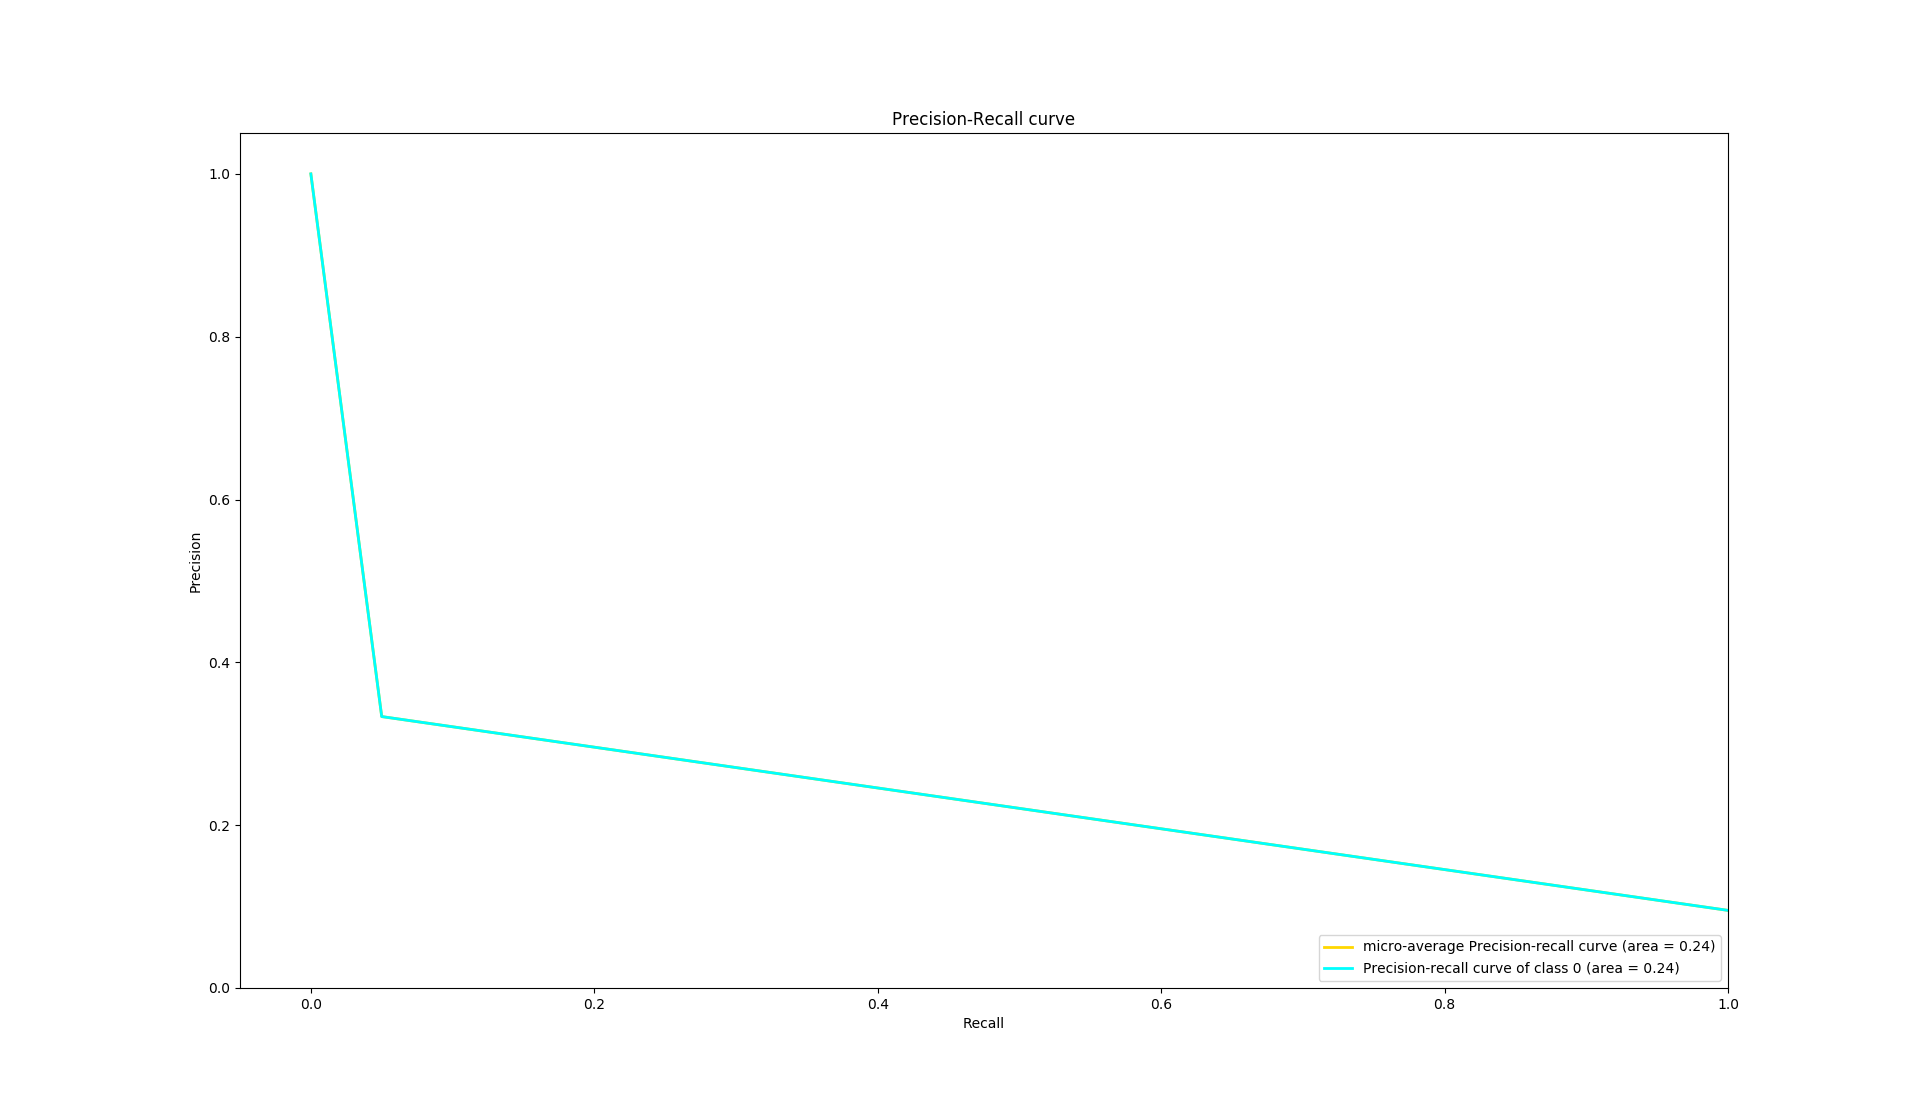 Precision-Recall curve
1.0
0.8
0.6
0.4
0.2
0.0
Precision
0.0 0.2 0.4 0.6 0.8 1.0
Recall
micro-average Precision-recall curve (area = 0.24)
Precision-recall curve of class 0 (area = 0.24)